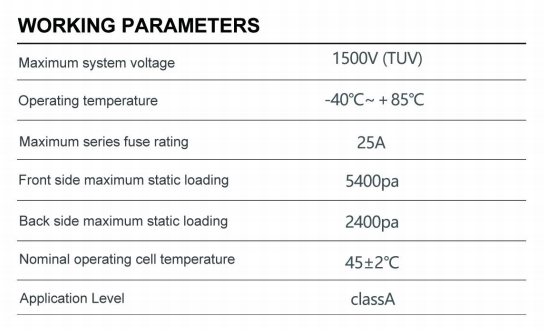 WORKING PARAMETERS
Maximum system voltage 1500V (TUV)
Operating temperature -40℃~ + 85℃
Maximum series fuse rating 25A
Front side maximum static loading 5400pa
Back side maximum static loading 2400pa
Nominal operating cell temperature 45±2℃
Application Level classA